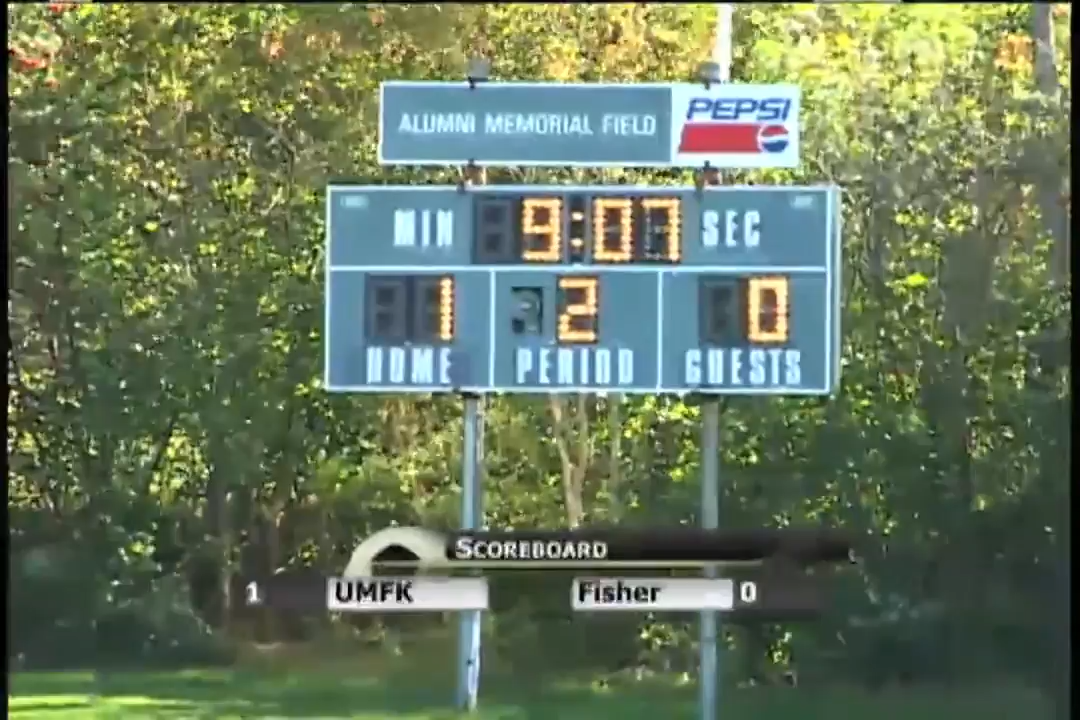 ALUMNI MEMORIAL FIELD PEPSI
MIN 9:07 SEC
1 2 0
HOME PERIOD GUESTS
SCOREBOARD
1 UMFK Fisher 0